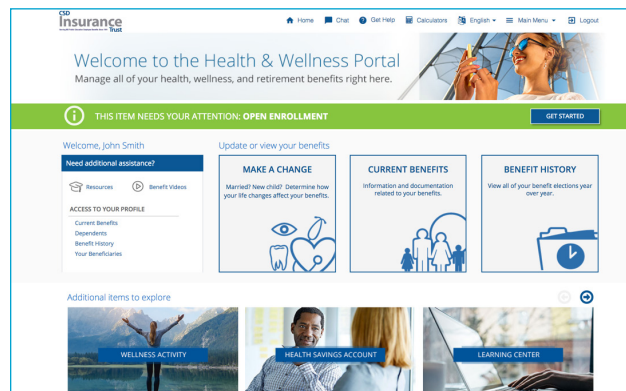 CSD
Insurance
Trust
Home Chat Get Help Calculators English Main Menu Logout
Welcome to the Health & Wellness Portal
Manage all of your health, wellness, and retirement benefits right here.
THIS ITEM NEEDS YOUR ATTENTION: OPEN ENROLLMENT
GET STARTED
Welcome, John Smith
Need additional assistance?
Resources Benefit Videos
ACCESS TO YOUR PROFILE
Current Benefits
Dependents
Benefit History
Your Beneficiaries
Update or view your benefits
MAKE A CHANGE
Married? New child? Determine how
your life changes affect your benefits.
CURRENT BENEFITS
Information and documentation
related to your benefits.
BENEFIT HISTORY
View all of your benefit elections year
over year.
Additional items to explore
WELLNESS ACTIVITY
HEALTH SAVINGS ACCOUNT
LEARNING CENTER